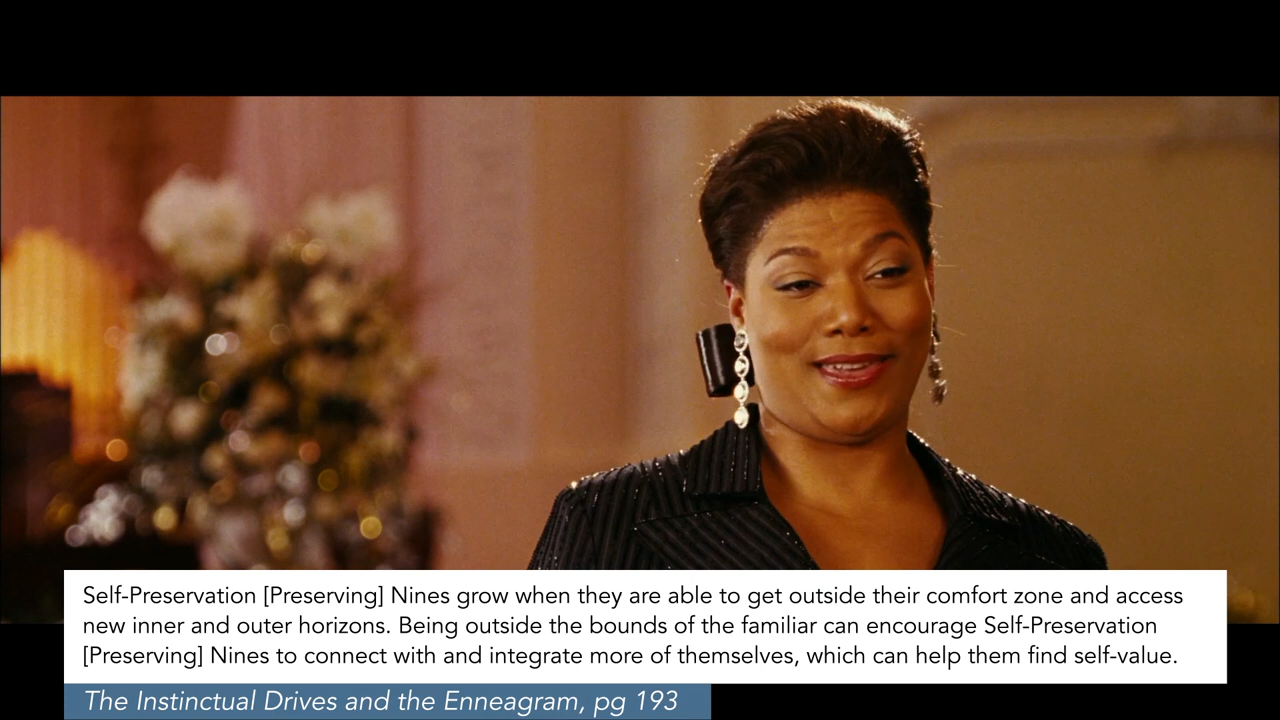 Self-Preservation [Preserving] Nines grow when they are able to get outside their comfort zone and access
new inner and outer horizons. Being outside the bounds of the familiar can encourage Self-Preservation
[Preserving] Nines to connect with and integrate more of themselves, which can help them find self-value.
The Instinctual Drives and the Enneagram, pg 193